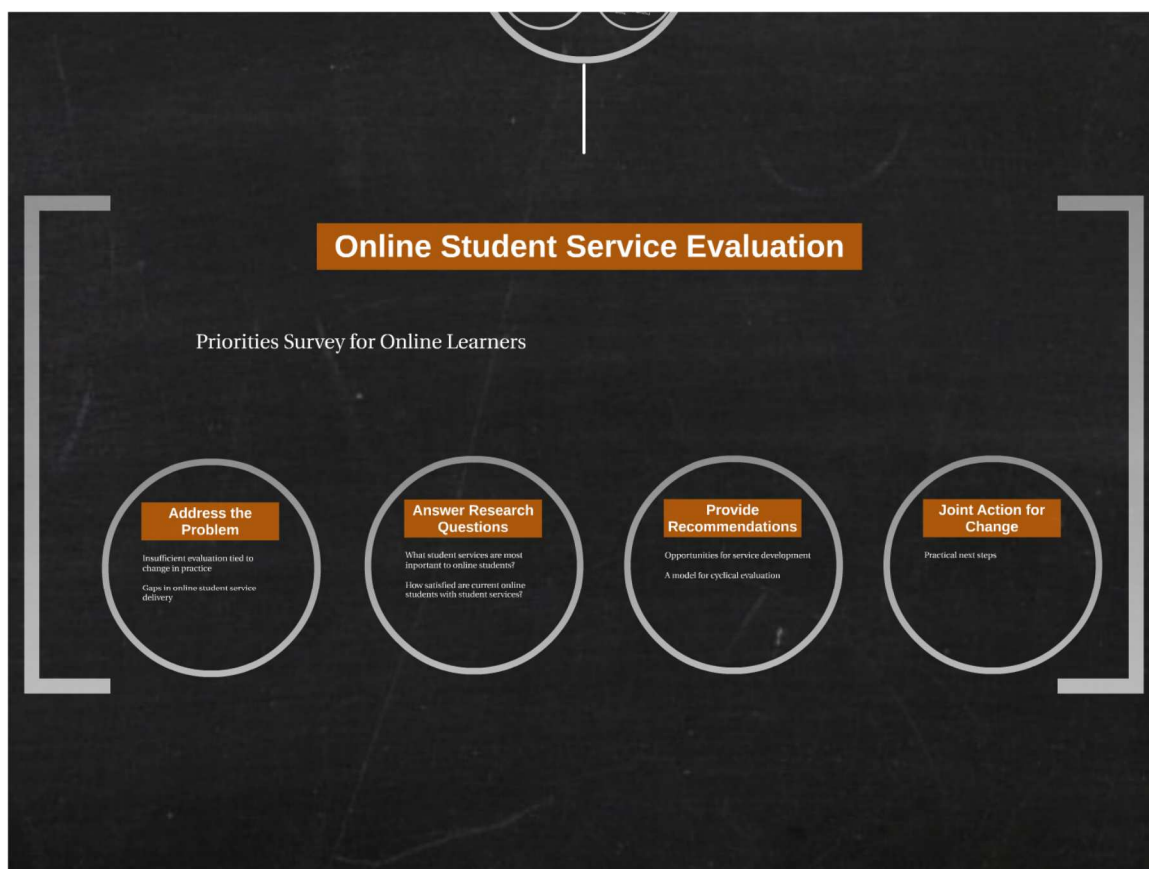 Online Student Service Evaluation
Priorities Survey for Online Learners
Address the
Problem
Insufficient evaluation tied to
change in practice
Gaps in online student service
delivery
Answer Research
Questions
What student services are most
inportant to online students?
How satisfied are current online
students with student services?
Provide
Recommendations
Opportunities for service development
A model for cyclical evaluation
Joint Action for
Change
Practical next steps